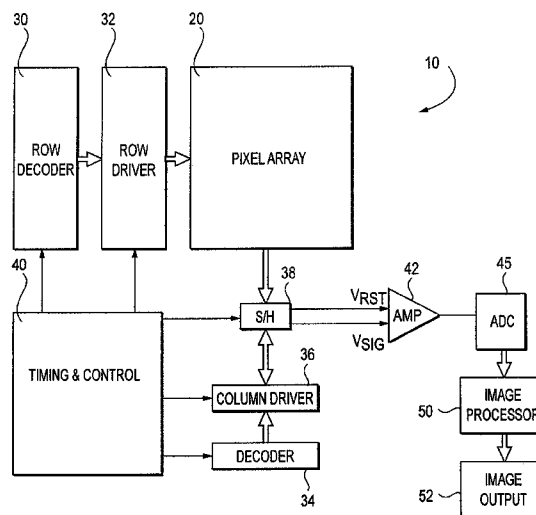 30
32
20
10
ROW
DECODER
ROW
DRIVER
PIXEL ARRAY
40
38
42
45
TIMING & CONTROL
S/H
VRST
VSIG
AMP
ADC
36
COLUMN DRIVER
50
IMAGE
PROCESSOR
DECODER
34
52
IMAGE
OUTPUT